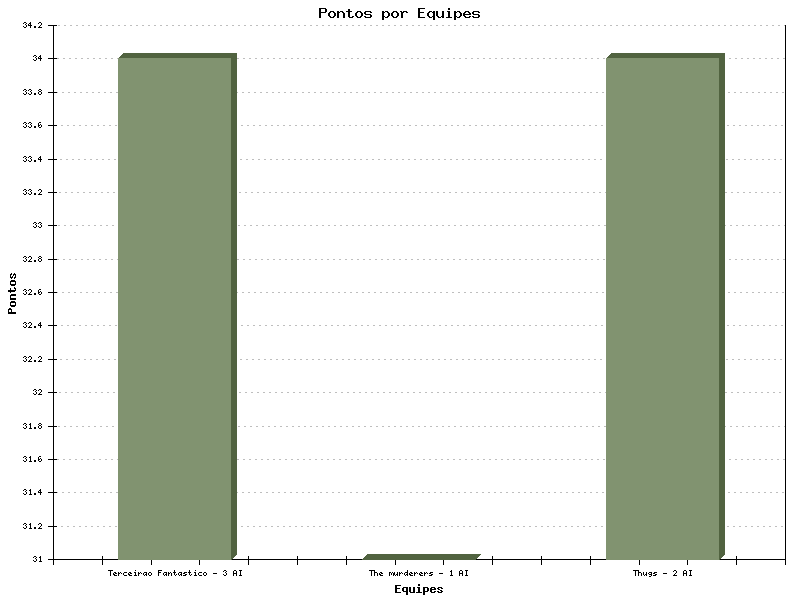 Pontos por Equipes
34.2
34
33.8
33.6
33.4
33.2
33
32.8
32.6
32.4
32.2
32
31.8
31.6
31.4
31.2
31
Pontos
Terceirao Fantastico - 3 AI
The murderers - 1 AI
Thugs - 2 AI
Equipes